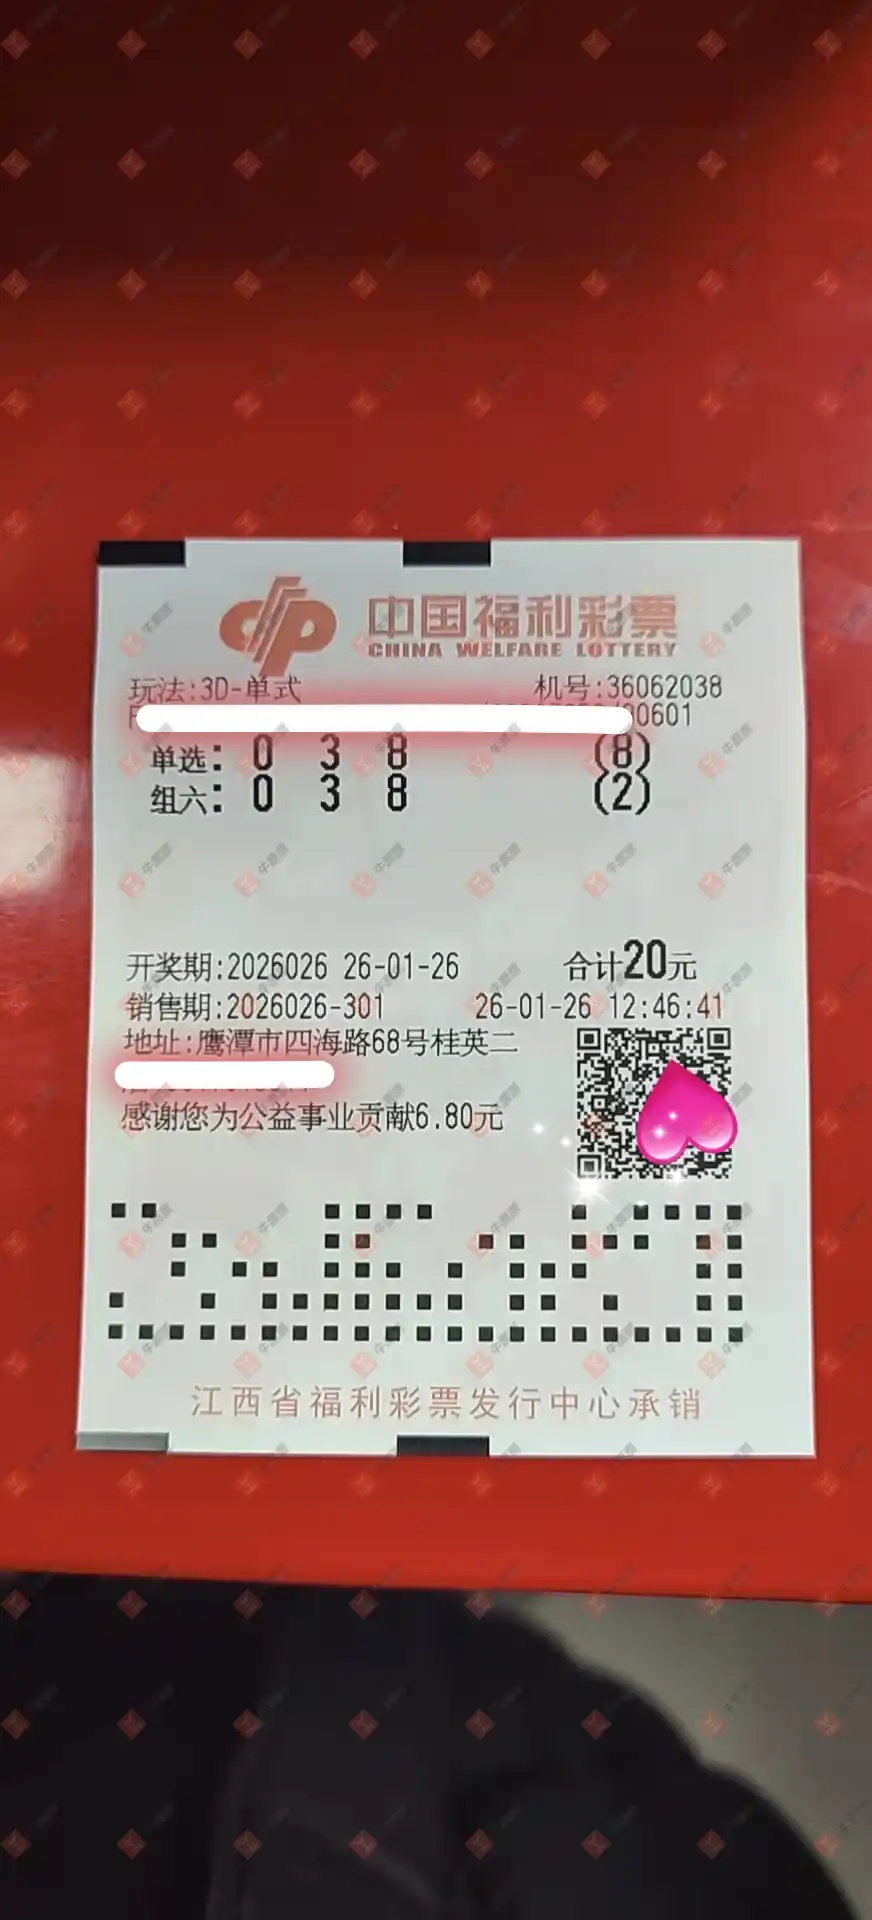 中国福利彩票
CHINA WELFARE LOTTERY
玩法:3D-单式 机号:36062038
00601
单选: 0 3 8 (8)
组六: 0 3 8 (2)
开奖期:2026026 26-01-26 合计20元
销售期:2026026-301 26-01-26 12:46:41
地址:鹰潭市四海路68号桂英二
感谢您为公益事业贡献6.80元
江西省福利彩票发行中心承销